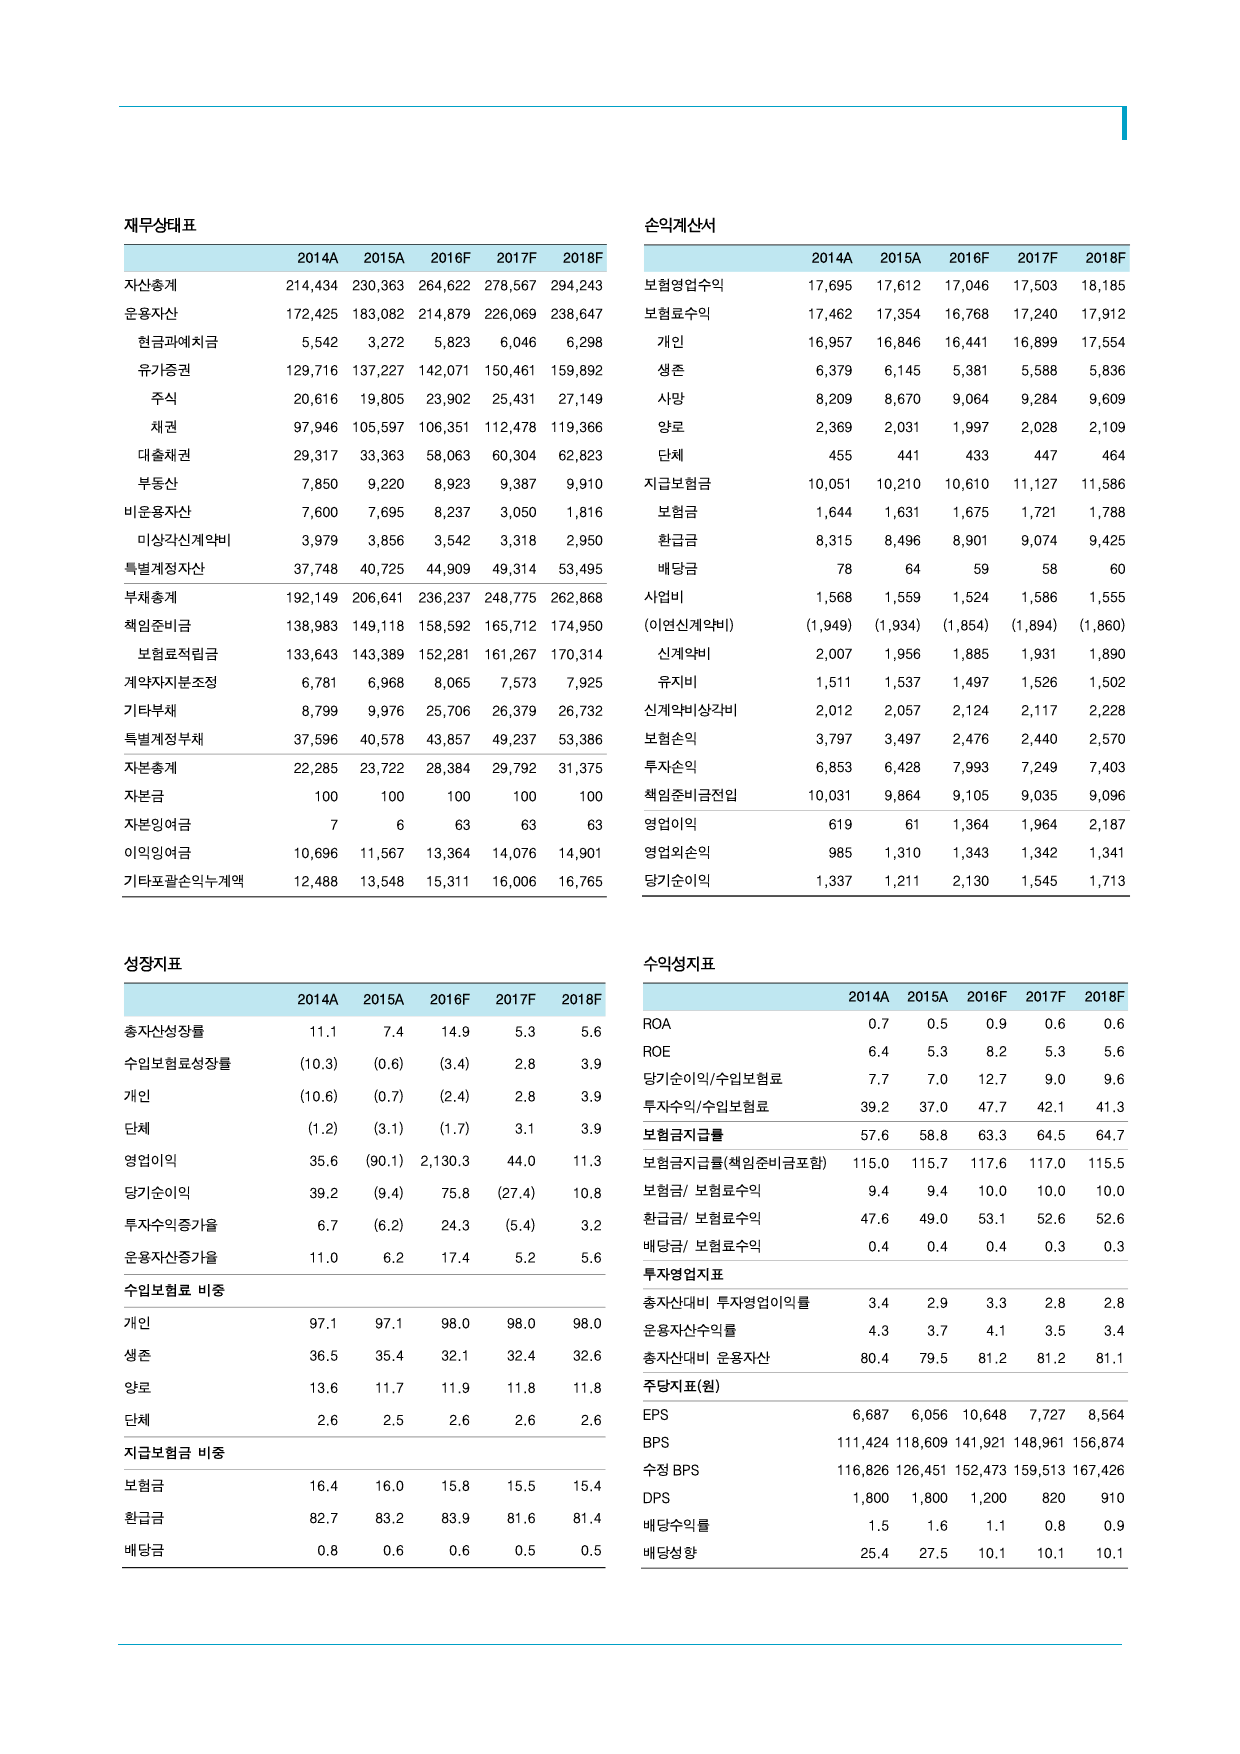 재무상태표
2014A 2015A 2016F 2017F 2018F
자산총계 214,434 230,363 264,622 278,567 294,243
운용자산 172,425 183,082 214,879 226,069 238,647
현금과예치금 5,542 3,272 5,823 6,046 6,298
유가증권 129,716 137,227 142,071 150,461 159,892
주식 20,616 19,805 23,902 25,431 27,149
채권 97,946 105,597 106,351 112,478 119,366
대출채권 29,317 33,363 58,063 60,304 62,823
부동산 7,850 9,220 8,923 9,387 9,910
비운용자산 7,600 7,695 8,237 3,050 1,816
미상각신계약비 3,979 3,856 3,542 3,318 2,950
특별계정자산 37,748 40,725 44,909 49,314 53,495
부채총계 192,149 206,641 236,237 248,775 262,868
책임준비금 138,983 149,118 158,592 165,712 174,950
보험료적립금 133,643 143,389 152,281 161,267 170,314
계약자지분조정 6,781 6,968 8,065 7,573 7,925
기타부채 8,799 9,976 25,706 26,379 26,732
특별계정부채 37,596 40,578 43,857 49,237 53,386
자본총계 22,285 23,722 28,384 29,792 31,375
자본금 100 100 100 100 100
자본잉여금 7 6 63 63 63
이익잉여금 10,696 11,567 13,364 14,076 14,901
기타포괄손익누계액 12,488 13,548 15,311 16,006 16,765
손익계산서
2014A 2015A 2016F 2017F 2018F
보험영업수익 17,695 17,612 17,046 17,503 18,185
보험료수익 17,462 17,354 16,768 17,240 17,912
개인 16,957 16,846 16,441 16,899 17,554
생존 6,379 6,145 5,381 5,588 5,836
사망 8,209 8,670 9,064 9,284 9,609
양로 2,369 2,031 1,997 2,028 2,109
단체 455 441 433 447 464
지급보험금 10,051 10,210 10,610 11,127 11,586
보험금 1,644 1,631 1,675 1,721 1,788
환급금 8,315 8,496 8,901 9,074 9,425
배당금 78 64 59 58 60
사업비 1,568 1,559 1,524 1,586 1,555
(이연신계약비) (1,949) (1,934) (1,854) (1,894) (1,860)
신계약비 2,007 1,956 1,885 1,931 1,890
유지비 1,511 1,537 1,497 1,526 1,502
신계약비상각비 2,012 2,057 2,124 2,117 2,228
보험손익 3,797 3,497 2,476 2,440 2,570
투자손익 6,853 6,428 7,993 7,249 7,403
책임준비금전입 10,031 9,864 9,105 9,035 9,096
영업이익 619 61 1,364 1,964 2,187
영업외손익 985 1,310 1,343 1,342 1,341
당기순이익 1,337 1,211 2,130 1,545 1,713
성장지표
2014A 2015A 2016F 2017F 2018F
총자산성장률 11.1 7.4 14.9 5.3 5.6
수입보험료성장률 (10.3) (0.6) (3.4) 2.8 3.9
개인 (10.6) (0.7) (2.4) 2.8 3.9
단체 (1.2) (3.1) (1.7) 3.1 3.9
영업이익 35.6 (90.1) 2,130.3 44.0 11.3
당기순이익 39.2 (9.4) 75.8 (27.4) 10.8
투자수익증가율 6.7 (6.2) 24.3 (5.4) 3.2
운용자산증가율 11.0 6.2 17.4 5.2 5.6
수입보험료 비중
개인 97.1 97.1 98.0 98.0 98.0
생존 36.5 35.4 32.1 32.4 32.6
양로 13.6 11.7 11.9 11.8 11.8
단체 2.6 2.5 2.6 2.6 2.6
지급보험금 비중
보험금 16.4 16.0 15.8 15.5 15.4
환급금 82.7 83.2 83.9 81.6 81.4
배당금 0.8 0.6 0.6 0.5 0.5
수익성지표
2014A 2015A 2016F 2017F 2018F
ROA 0.7 0.5 0.9 0.6 0.6
ROE 6.4 5.3 8.2 5.3 5.6
당기순이익/수입보험료 7.7 7.0 12.7 9.0 9.6
투자수익/수입보험료 39.2 37.0 47.7 42.1 41.3
보험금지급률 57.6 58.8 63.3 64.5 64.7
보험금지급률(책임준비금포함) 115.0 115.7 117.6 117.0 115.5
보험금/ 보험료수익 9.4 9.4 10.0 10.0 10.0
환급금/ 보험료수익 47.6 49.0 53.1 52.6 52.6
배당금/ 보험료수익 0.4 0.4 0.4 0.3 0.3
투자영업지표
총자산대비 투자영업이익률 3.4 2.9 3.3 2.8 2.8
운용자산수익률 4.3 3.7 4.1 3.5 3.4
총자산대비 운용자산 80.4 79.5 81.2 81.2 81.1
주당지표(원)
EPS 6,687 6,056 10,648 7,727 8,564
BPS 111,424 118,609 141,921 148,961 156,874
수정 BPS 116,826 126,451 152,473 159,513 167,426
DPS 1,800 1,800 1,200 820 910
배당수익률 1.5 1.6 1.1 0.8 0.9
배당성향 25.4 27.5 10.1 10.1 10.1